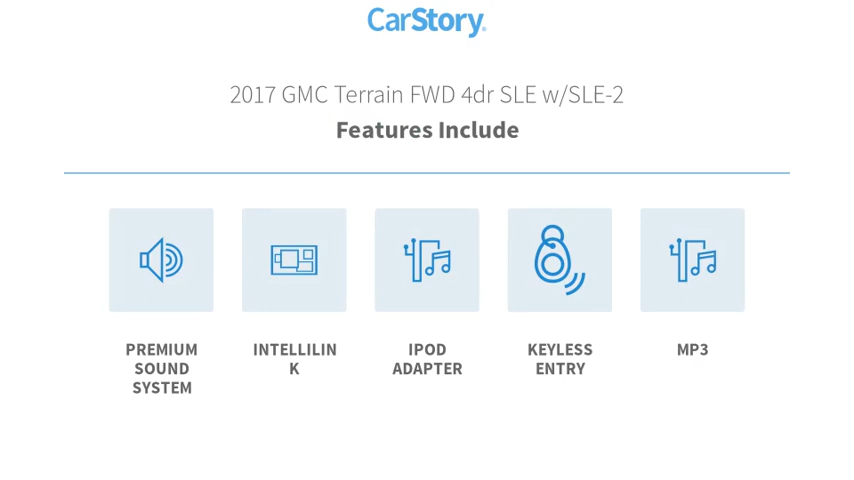 CarStory®
2017 GMC Terrain FWD 4dr SLE w/SLE-2
Features Include
PREMIUM
SOUND
SYSTEM
INTELLILIN
K
IPOD
ADAPTER
KEYLESS
ENTRY
MP3